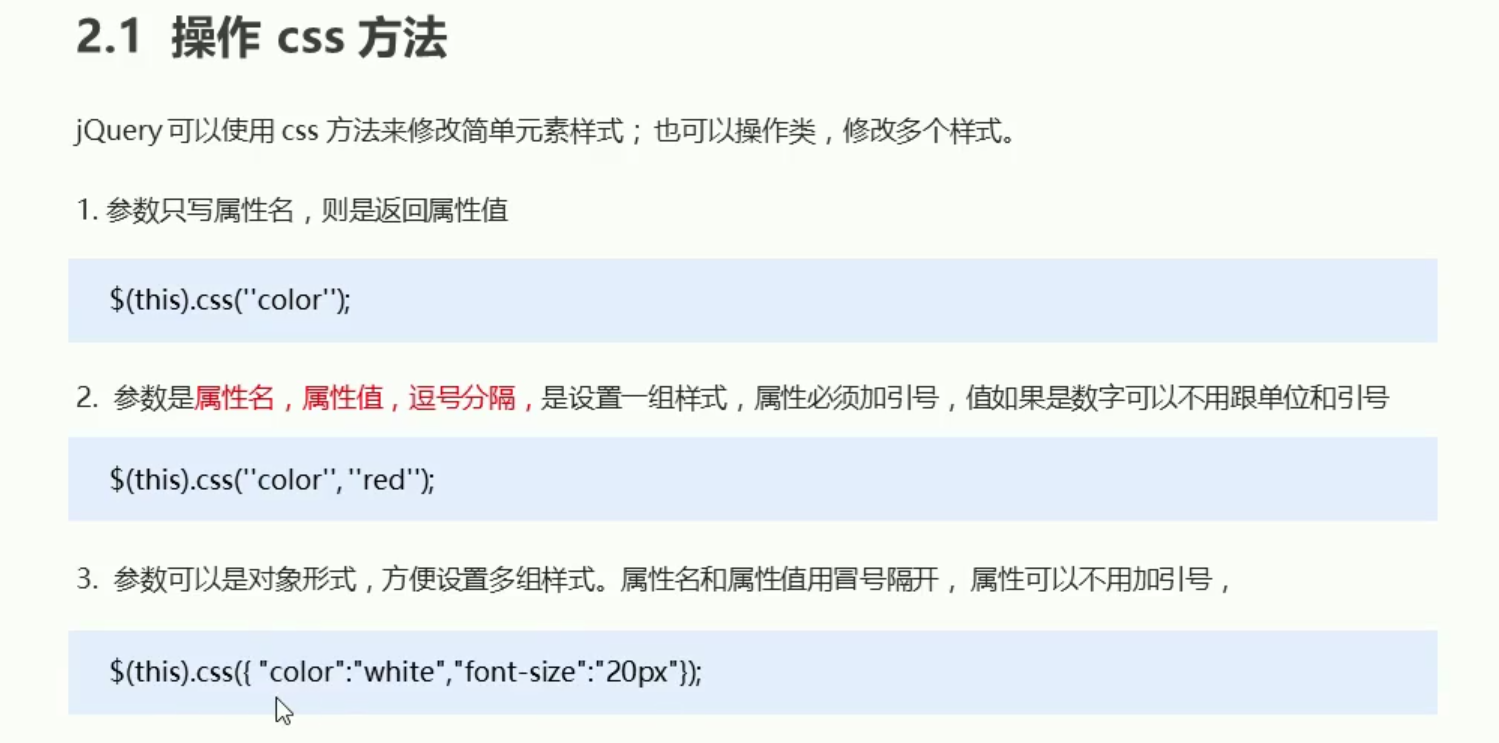 2.1 操作 css 方法
jQuery 可以使用 css 方法来修改简单元素样式； 也可以操作类，修改多个样式。
1. 参数只写属性名，则是返回属性值
$(this).css(''color'');
2. 参数是属性名，属性值，逗号分隔，是设置一组样式，属性必须加引号，值如果是数字可以不用跟单位和引号
$(this).css(''color'', ''red'');
3. 参数可以是对象形式，方便设置多组样式。属性名和属性值用冒号隔开， 属性可以不用加引号，
$(this).css({ "color":"white","font-size":"20px"});